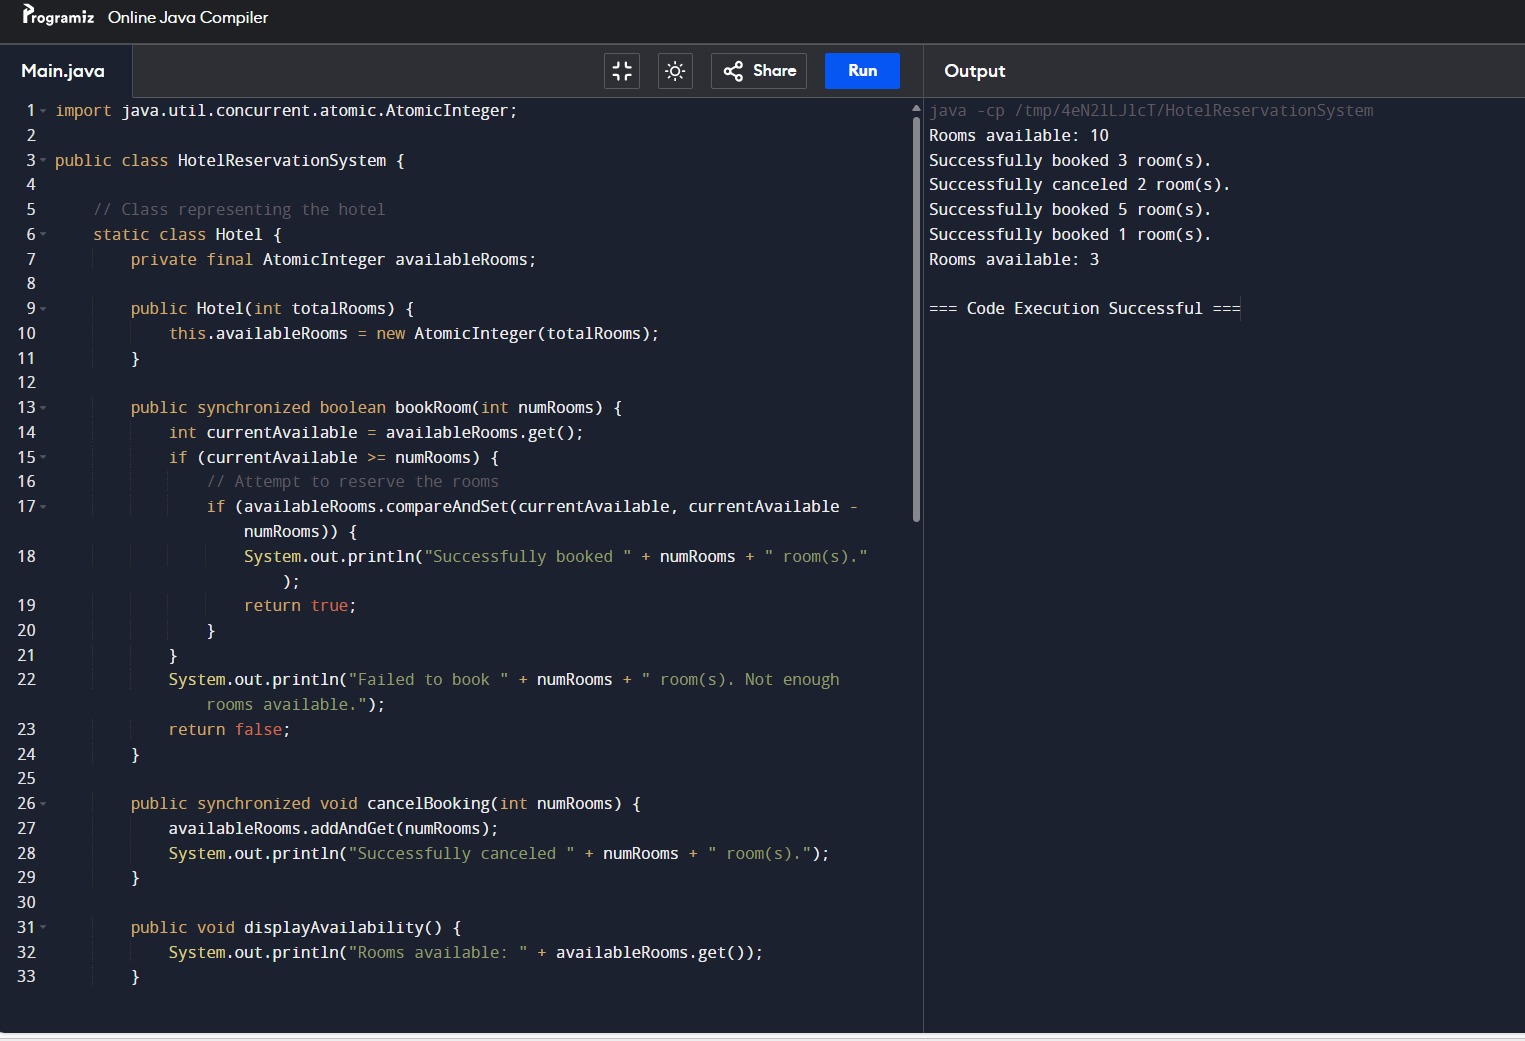 Programiz Online Java Compiler
Main.java
Share
Run
Output
1 import java.util.concurrent.atomic.AtomicInteger;
2
3 public class HotelReservationSystem {
4
5 // Class representing the hotel
6 static class Hotel {
7 private final AtomicInteger availableRooms;
8
9 public Hotel(int totalRooms) {
10 this.availableRooms = new AtomicInteger(totalRooms);
11 }
12
13 public synchronized boolean bookRoom(int numRooms) {
14 int currentAvailable = availableRooms.get();
15 if (currentAvailable >= numRooms) {
16 // Attempt to reserve the rooms
17 if (availableRooms.compareAndSet(currentAvailable, currentAvailable -
numRooms)) {
18 System.out.println("Successfully booked " + numRooms + " room(s)."
);
19 return true;
20 }
21 }
22 System.out.println("Failed to book " + numRooms + " room(s). Not enough
rooms available.");
23 return false;
24 }
25
26 public synchronized void cancelBooking(int numRooms) {
27 availableRooms.addAndGet(numRooms);
28 System.out.println("Successfully canceled " + numRooms + " room(s).");
29 }
30
31 public void displayAvailability() {
32 System.out.println("Rooms available: " + availableRooms.get());
33 }
java -cp /tmp/4eN2lLJlcT/HotelReservationSystem
Rooms available: 10
Successfully booked 3 room(s).
Successfully canceled 2 room(s).
Successfully booked 5 room(s).
Successfully booked 1 room(s).
Rooms available: 3
=== Code Execution Successful ===